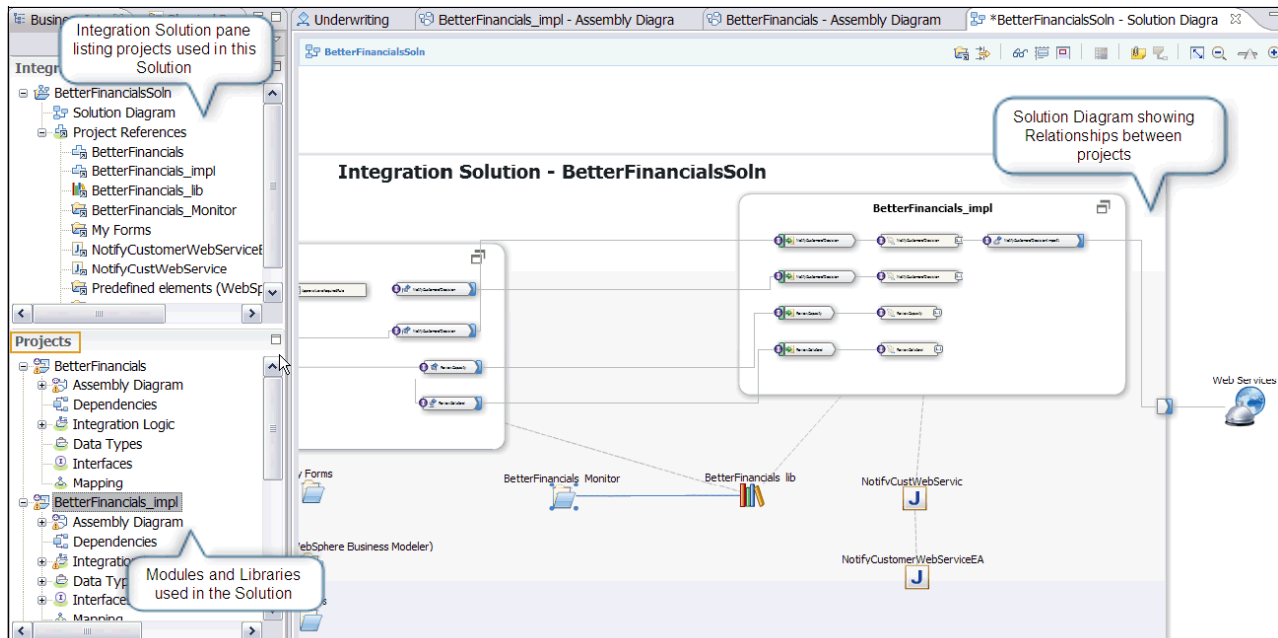 Busine
Integration Solution pane
listing projects used in this
Solution
Integ
BetterFinancialsSoln
Solution Diagram
Project References
BetterFinancials
BetterFinancials_impl
BetterFinancials_lib
BetterFinancials_Monitor
My Forms
NotifyCustomerWebServiceE
NotifyCustWebService
Predefined elements (WebSp
Projects
BetterFinancials
Assembly Diagram
Dependencies
Integration Logic
Data Types
Interfaces
Mapping
BetterFinancials_impl
Assembly Diagram
Dependencies
Integratio
Data Typ
Interface
Mapping
Modules and Libraries
used in the Solution
Underwriting
BetterFinancials_impl - Assembly Diagra
BetterFinancials - Assembly Diagram
*BetterFinancialsSoln - Solution Diagra
BetterFinancialsSoln
Solution Diagram showing
Relationships between
projects
Integration Solution - BetterFinancialsSoln
BetterFinancials_impl
Web Services
y Forms
BetterFinancials_Monitor
BetterFinancials_lib
NotifyCustWebServic
ebSphere Business Modeler)
NotifyCustomerWebServiceEA